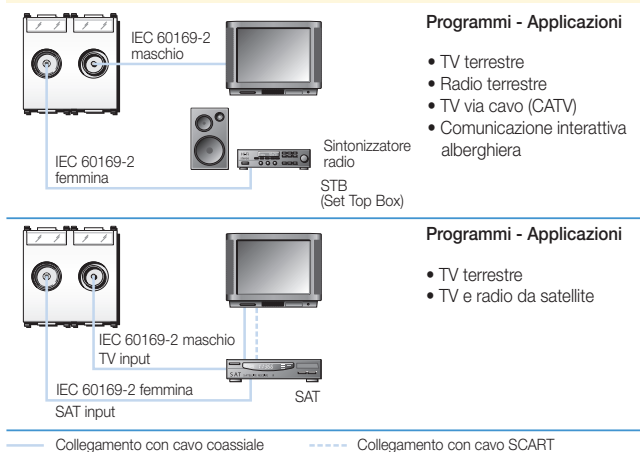 IEC 60169-2
maschio
IEC 60169-2
femmina
Sintonizzatore
radio
STB
(Set Top Box)
Programmi - Applicazioni
• TV terrestre
• Radio terrestre
• TV via cavo (CATV)
• Comunicazione interattiva
alberghiera
IEC 60169-2 maschio
TV input
IEC 60169-2 femmina
SAT input
SAT
SAT
Programmi - Applicazioni
• TV terrestre
• TV e radio da satellite
Collegamento con cavo coassiale
Collegamento con cavo SCART